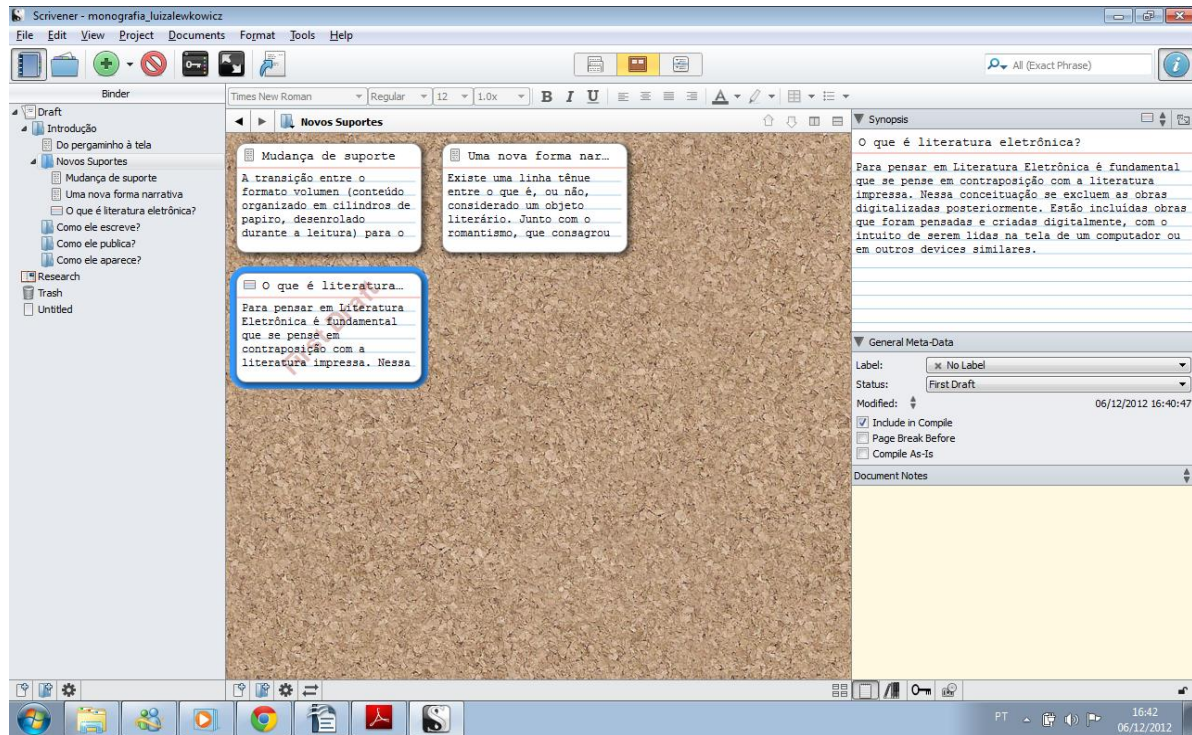 Scrivener - monografia_luizalewkowicz
File Edit View Project Documents Format Tools Help
All (Exact Phrase)
Binder
Draft
Introdução
Do pergaminho à tela
Novos Suportes
Mudança de suporte
Uma nova forma narrativa
O que é literatura eletrônica?
Como ele escreve?
Como ele publica?
Como ele aparece?
Research
Trash
Untitled
Times New Roman Regular 12 1.0x B I U A
Novos Suportes
Mudança de suporte
A transição entre o
formato volumen (conteúdo
organizado em cilindros de
papiro, desenrolado
durante a leitura) para o
Uma nova forma nar...
Existe uma linha tênue
entre o que é, ou não,
considerado um objeto
literário. Junto com o
romantismo, que consagrou
O que é literatura...
Para pensar em Literatura
Eletrônica é fundamental
que se pense em
contraposição com a
literatura impressa. Nessa
First Draft
Synopsis
O que é literatura eletrônica?
Para pensar em Literatura Eletrônica é fundamental
que se pense em contraposição com a literatura
impressa. Nessa conceituação se excluem as obras
digitalizadas posteriormente. Estão incluídas obras
que foram pensadas e criadas digitalmente, com o
intuito de serem lidas na tela de um computador ou
em outros devices similares.
General Meta-Data
Label: No Label
Status: First Draft
Modified: 06/12/2012 16:40:47
Include in Compile
Page Break Before
Compile As-Is
Document Notes
PT
16:42
06/12/2012